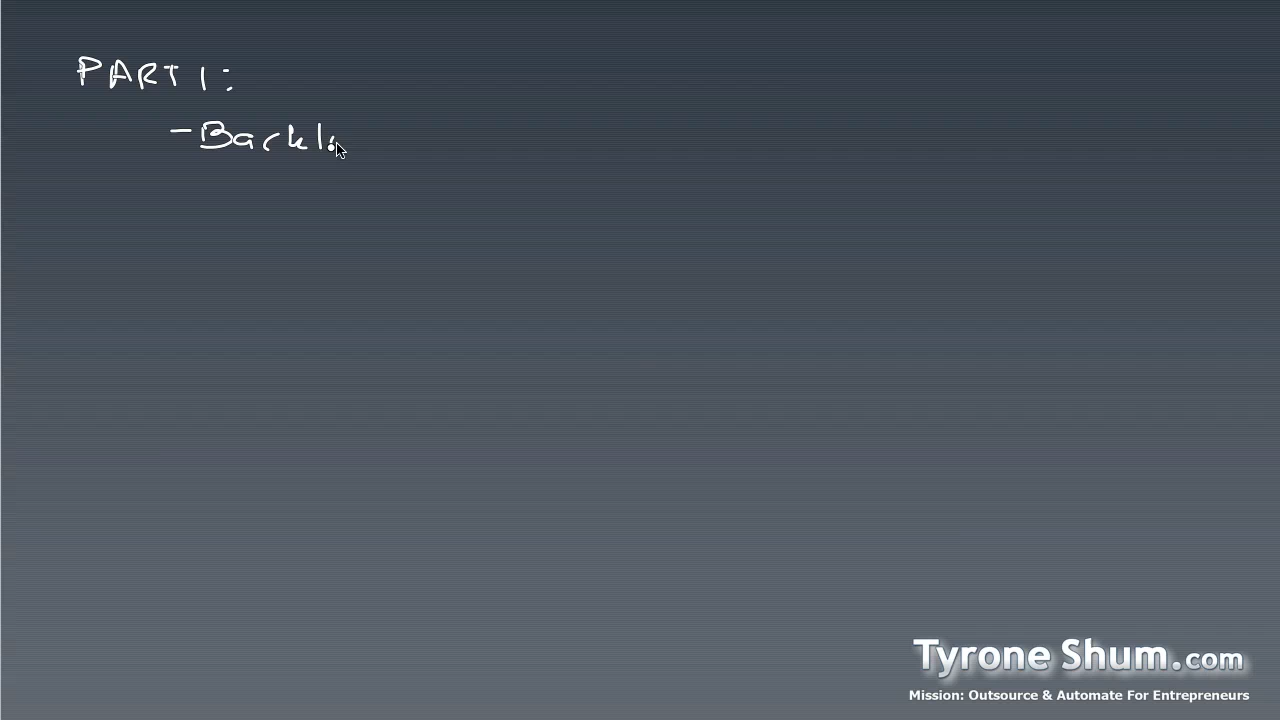 PART 1:
- Backl
Tyrone Shum.com
Mission: Outsource & Automate For Entrepreneurs